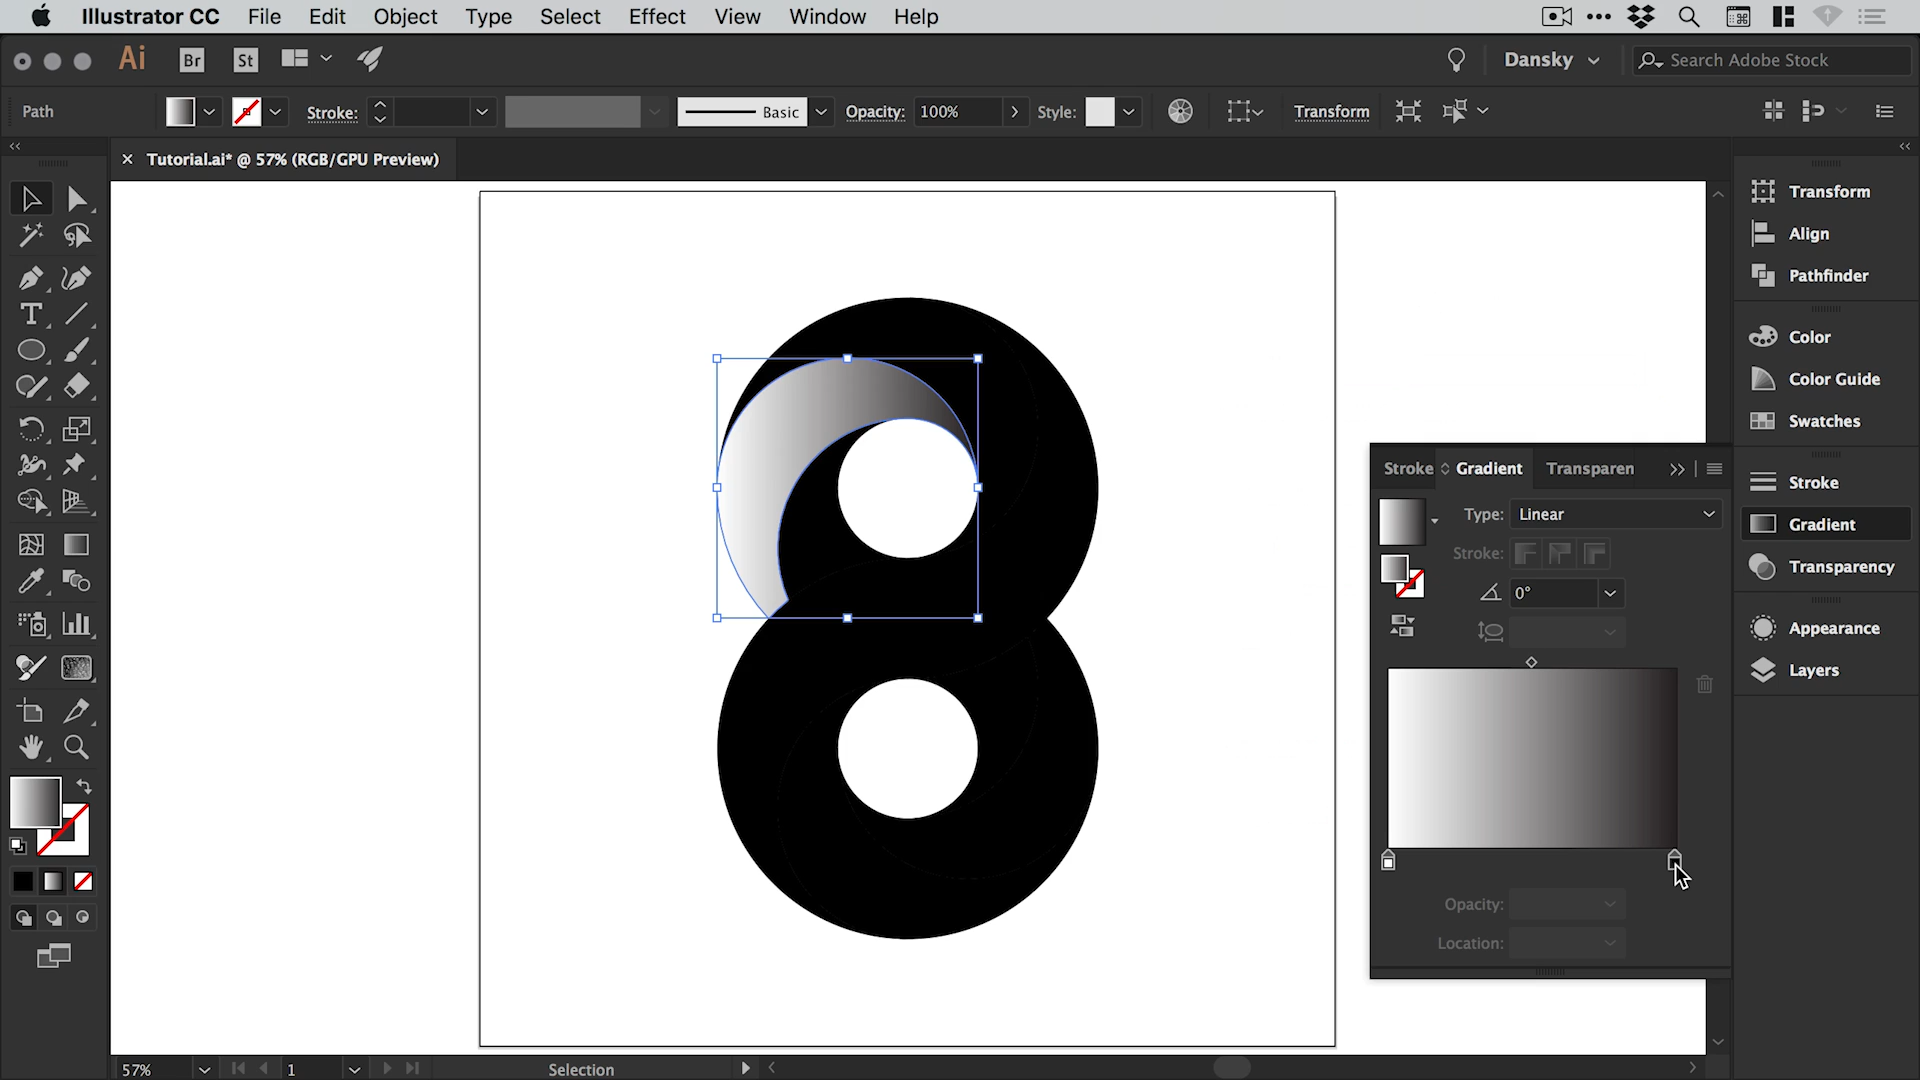 Illustrator CC File Edit Object Type Select Effect View Window Help
Ai Br St Dansky Search Adobe Stock
Path Stroke: Basic Opacity: 100% Style: Transform
× Tutorial.ai* @ 57% (RGB/GPU Preview)
Transform
Align
Pathfinder
Color
Color Guide
Swatches
Stroke
Gradient
Transparency
Appearance
Layers
Stroke Gradient Transparen
Type: Linear
Stroke:
0°
Opacity:
Location:
8
57% 1 Selection